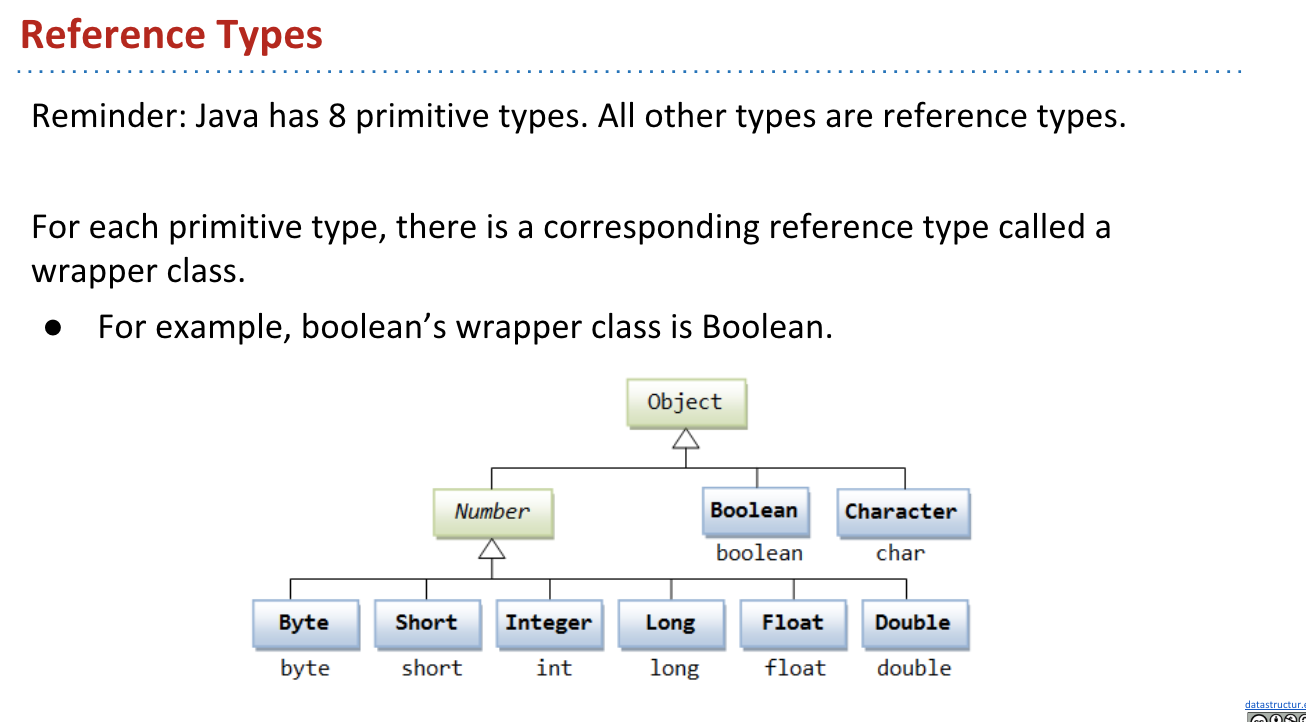 Reference Types
Reminder: Java has 8 primitive types. All other types are reference types.
For each primitive type, there is a corresponding reference type called a
wrapper class.
● For example, boolean’s wrapper class is Boolean.
Object
Number Boolean Character
boolean char
Byte Short Integer Long Float Double
byte short int long float double
datastructur.e